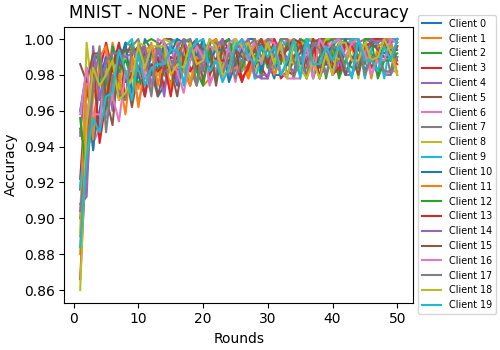 MNIST - NONE - Per Train Client Accuracy
1.00
0.98
0.96
0.94
0.92
0.90
0.88
0.86
Accuracy
0
10
20
30
40
50
Rounds
Client 0
Client 1
Client 2
Client 3
Client 4
Client 5
Client 6
Client 7
Client 8
Client 9
Client 10
Client 11
Client 12
Client 13
Client 14
Client 15
Client 16
Client 17
Client 18
Client 19